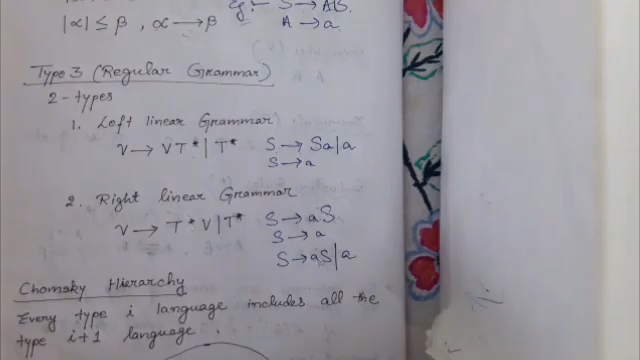 Eg:- S → AB
|α| ≤ β , α → β A → a.
Type 3 (Regular Grammar)
2-types
1. Left linear Grammar
V → VT*|T* S → Sa|a
S → a
2. Right linear Grammar
V → T*V|T* S → aS
S → a
S → aS|a
Chomsky Hierarchy
Every type i language includes all the
type i+1 language.